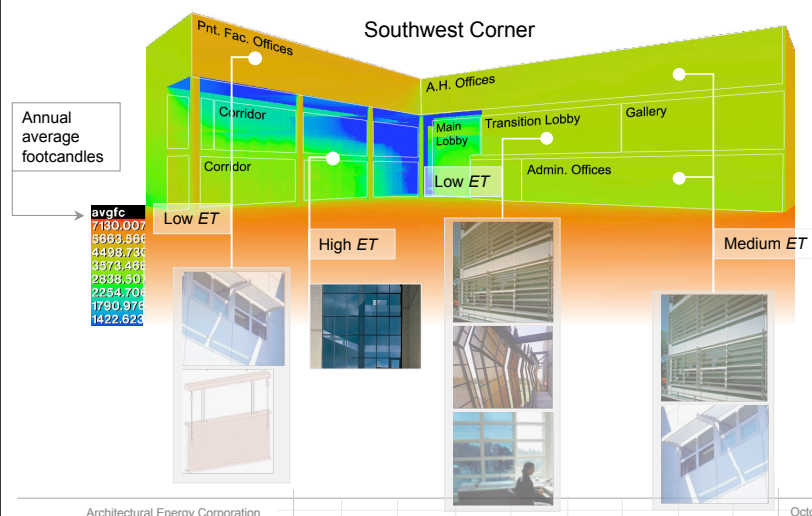 Southwest Corner
Pnt. Fac. Offices
A.H. Offices
Corridor
Main
Lobby
Transition Lobby
Gallery
Corridor
Admin. Offices
Annual
average
footcandles
Low ET
avgfc
7130.007
5663.566
4498.730
3573.468
2838.501
2254.706
1790.976
1422.623
Low ET
High ET
Medium ET
Architectural Energy Corporation
Oct